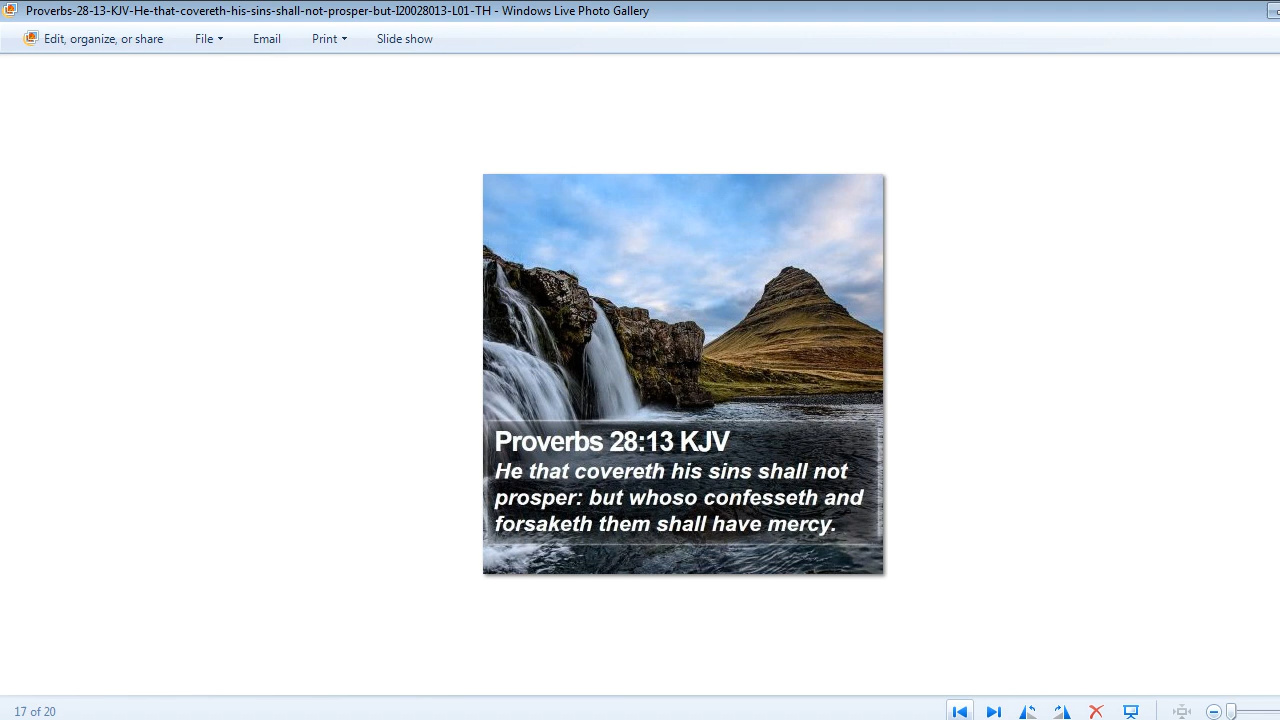 Proverbs-28-13-KJV-He-that-covereth-his-sins-shall-not-prosper-but-I20028013-L01-TH - Windows Live Photo Gallery
Edit, organize, or share File Email Print Slide show
Proverbs 28:13 KJV
He that covereth his sins shall not
prosper: but whoso confesseth and
forsaketh them shall have mercy.
17 of 20